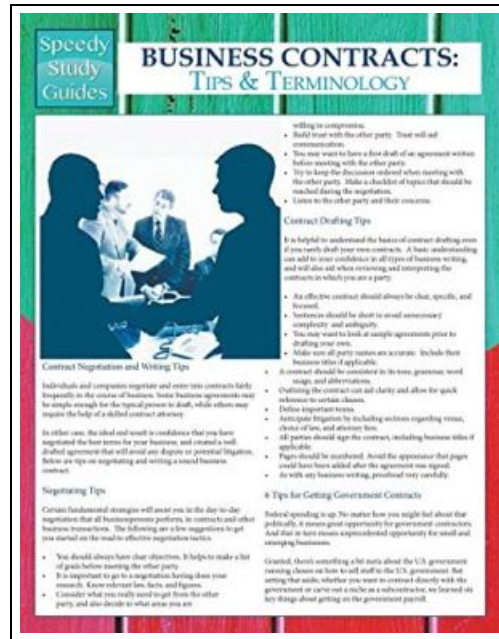 Speedy
Study
Guides
BUSINESS CONTRACTS:
TIPS & TERMINOLOGY
Contract Negotiation and Writing Tips
Individuals and companies negotiate and enter into contracts fairly
frequently in the course of business. Some business agreements may
be simple enough for the typical person to draft, while others may
require the help of a skilled contract attorney.
In either case, the ideal end result is confidence that you have
negotiated the best terms for your business, and created a well-
drafted agreement that will avoid any dispute or potential litigation.
Below are tips on negotiating and writing a sound business
contract.
Negotiating Tips
Certain fundamental strategies will assist you in the day-to-day
negotiation that all businesspersons perform, in contracts and other
business transactions. The following are a few suggestions to get
you started on the road to effective negotiation tactics.
• You should always have clear objectives. It helps to make a list
of goals before meeting the other party.
• It is important to go to a negotiation having done your
research. Know relevant law, facts, and figures.
• Consider what you really need to get from the other
party, and also decide in what areas you are
willing to compromise.
• Build trust with the other party. Trust will aid
communication.
• You may want to have a first draft of an agreement written
before meeting with the other party.
• Try to keep the discussion ordered when meeting with
the other party. Make a checklist of topics that should be
reached during the negotiation.
• Listen to the other party and their concerns.
Contract Drafting Tips
It is helpful to understand the basics of contract drafting even
if you rarely draft your own contracts. A basic understanding
can add to your confidence in all types of business writing,
and will also aid when reviewing and interpreting the
contracts in which you are a party.
• An effective contract should always be clear, specific, and
focused.
• Sentences should be short to avoid unnecessary
complexity and ambiguity.
• You may want to look at sample agreements prior to
drafting your own.
• Make sure all party names are accurate. Include their
business titles if applicable.
• A contract should be consistent in its tone, grammar, word
usage, and abbreviations.
• Outlining the contract can aid clarity and allow for quick
reference to certain clauses.
• Define important terms.
• Anticipate litigation by including sections regarding venue,
choice of law, and attorney fees.
• All parties should sign the contract, including business titles if
applicable.
• Pages should be numbered. Avoid the appearance that pages
could have been added after the agreement was signed.
• As with any business writing, proofread very carefully.
6 Tips for Getting Government Contracts
Federal spending is up. No matter how you might feel about that
politically, it means great opportunity for government contractors.
And that in turn means unprecedented opportunity for small and
emerging businesses.
Granted, there's something a bit meta about the U.S. government
running classes on how to sell stuff to the U.S. government. But
setting that aside, whether you want to contract directly with the
government or carve out a niche as a subcontractor, we learned six
key things about getting on the government payroll.